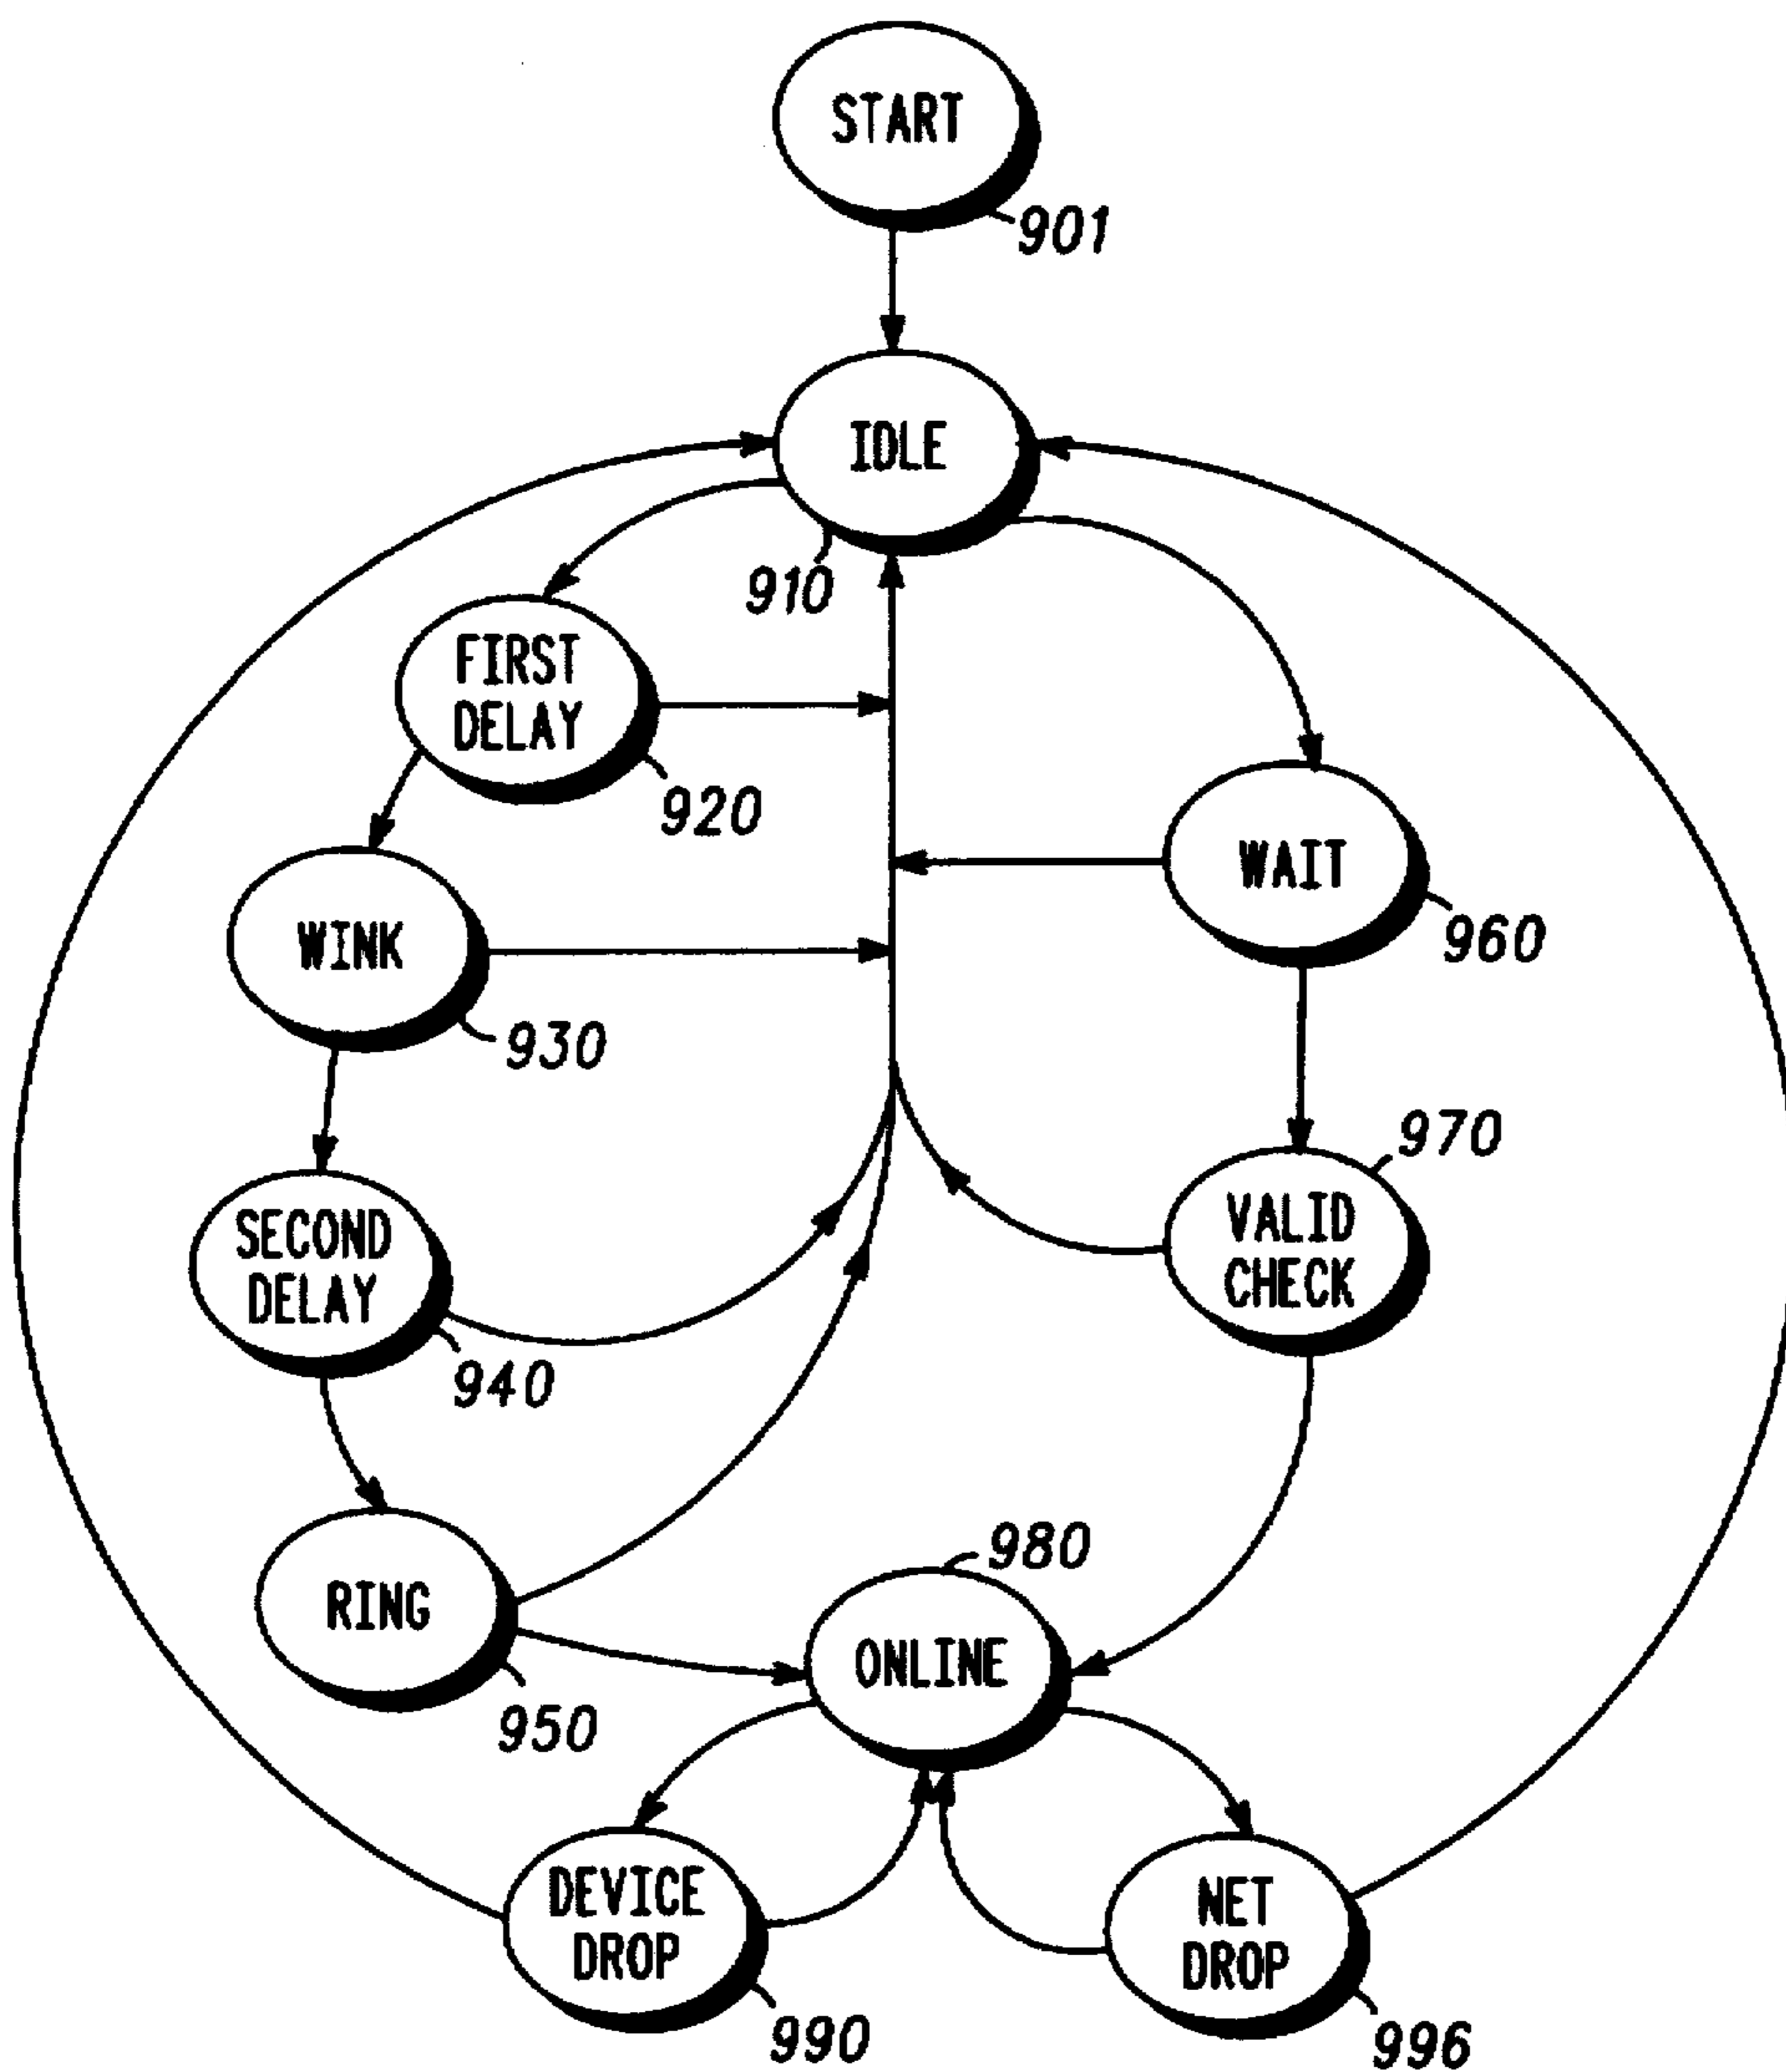 START
901
IDLE
910
FIRST
DELAY
920
WAIT
960
WINK
930
970
VALID
CHECK
SECOND
DELAY
940
980
RING
950
ONLINE
DEVICE
DROP
990
NET
DROP
996